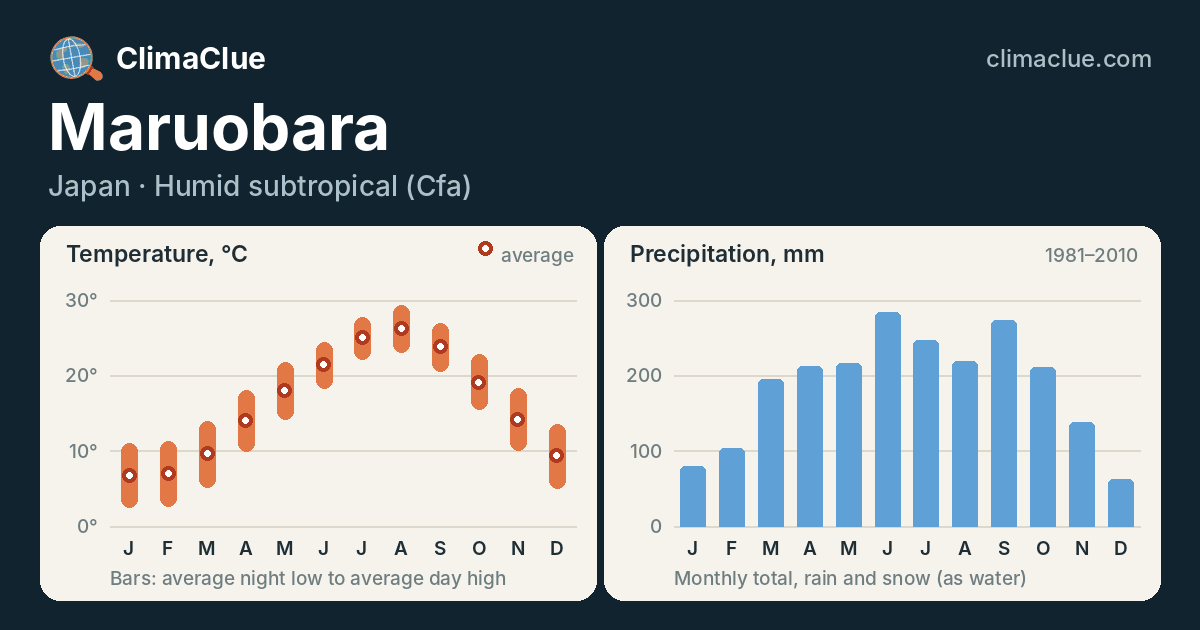 ClimaClue
climaclue.com
Maruobara
Japan · Humid subtropical (Cfa)
Temperature, °C
average
30°
20°
10°
0°
J F M A M J J A S O N D
Bars: average night low to average day high
Precipitation, mm
1981–2010
300
200
100
0
J F M A M J J A S O N D
Monthly total, rain and snow (as water)